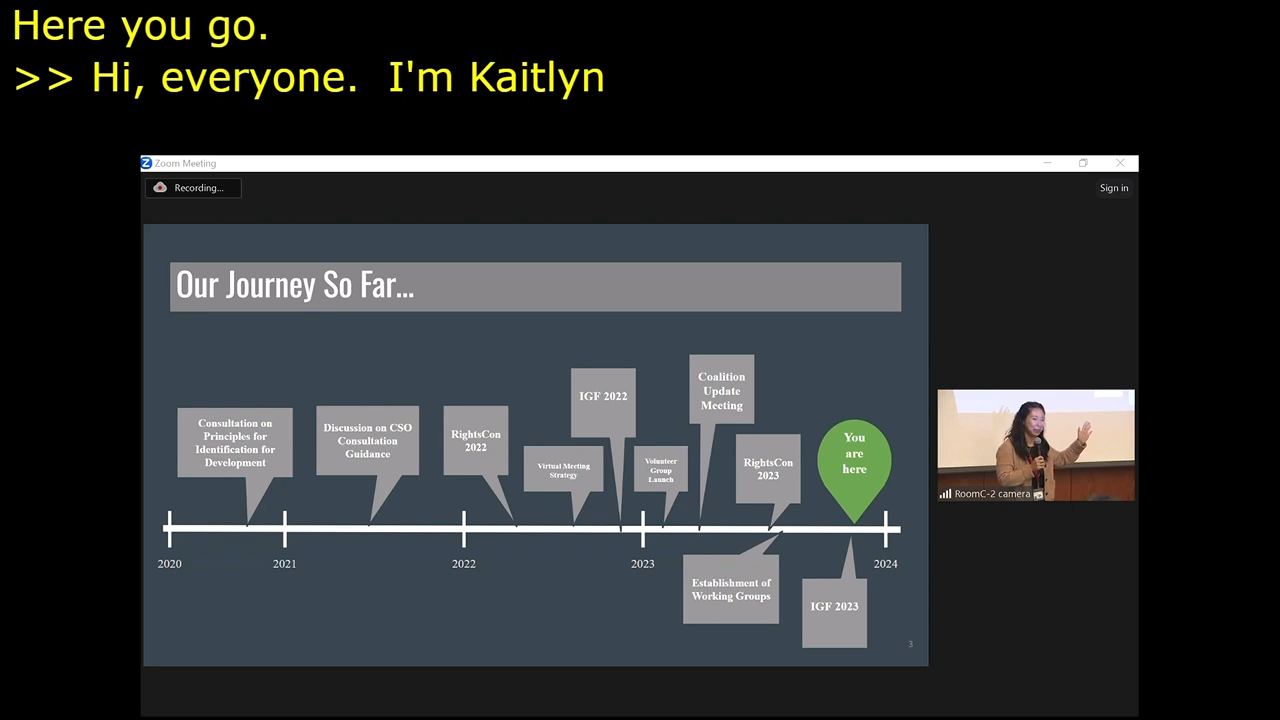 Here you go.
>> Hi, everyone.  I'm Kaitlyn
Zoom Meeting
Recording...
Sign in
Our Journey So Far...
Consultation on
Principles for
Identification for
Development
Discussion on CSO
Consultation
Guidance
RightsCon
2022
Virtual Meeting
Strategy
IGF 2022
Volunteer
Group
Launch
Coalition
Update
Meeting
RightsCon
2023
You
are
here
2020
2021
2022
2023
2024
Establishment of
Working Groups
IGF 2023
3
RoomC-2 camera